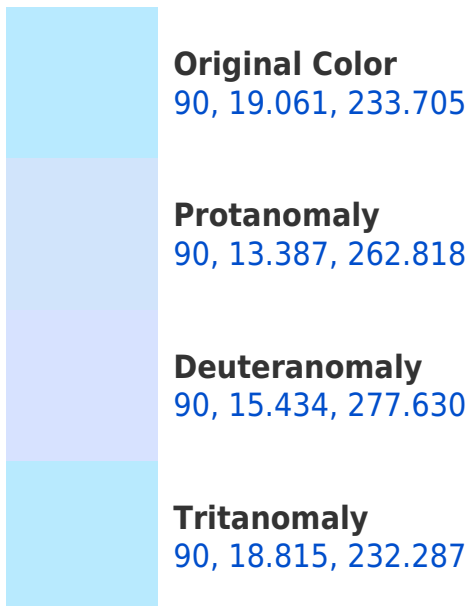 Original Color
90, 19.061, 233.705
Protanomaly
90, 13.387, 262.818
Deuteranomaly
90, 15.434, 277.630
Tritanomaly
90, 18.815, 232.287